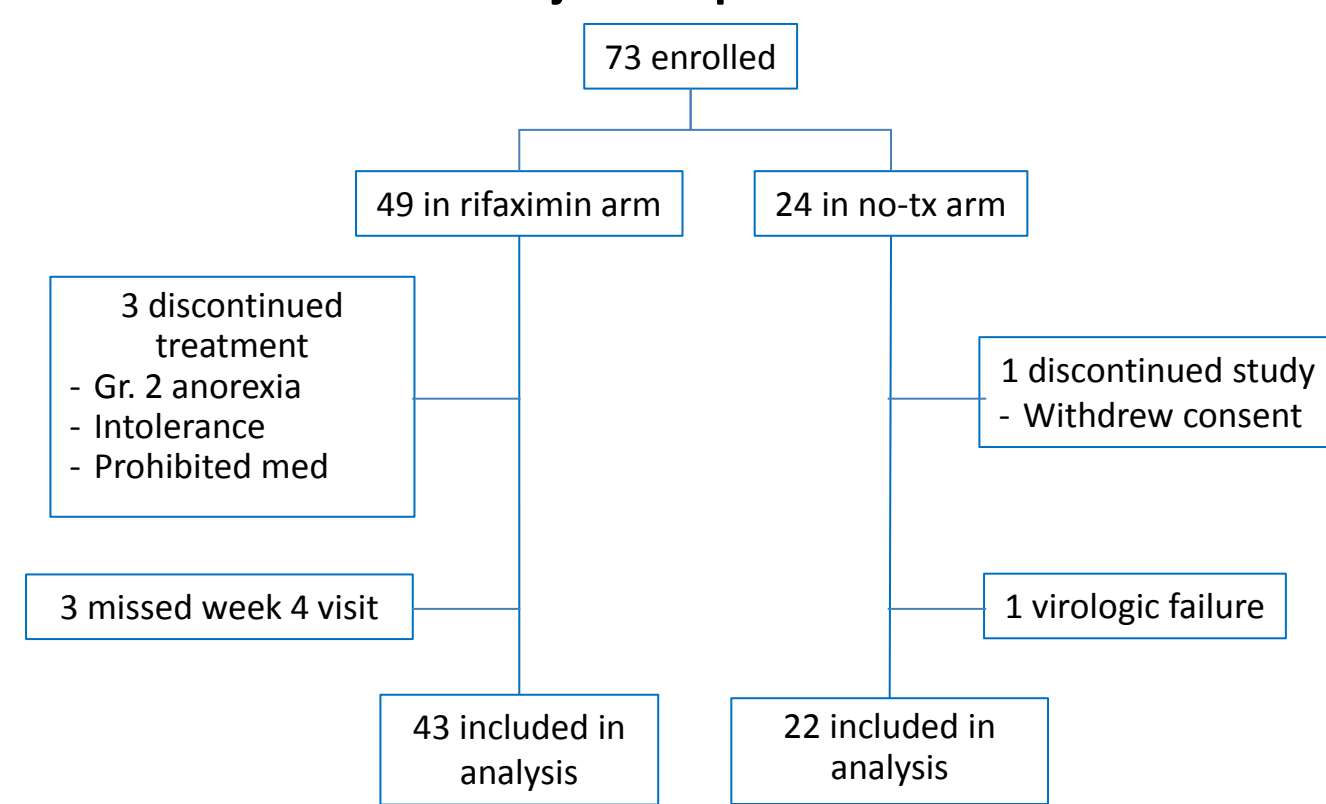 73 enrolled
49 in rifaximin arm
24 in no-tx arm
3 discontinued
treatment
- Gr. 2 anorexia
- Intolerance
- Prohibited med
1 discontinued study
- Withdrew consent
3 missed week 4 visit
1 virologic failure
43 included in
analysis
22 included in
analysis